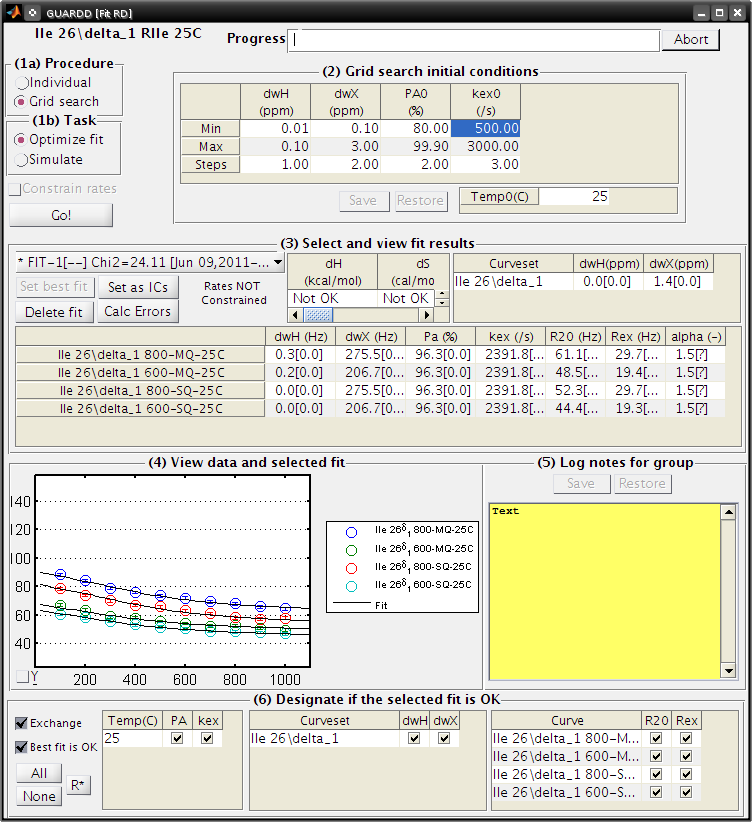 GUARDD [Fit RD]
Ile 26\delta_1 RIle 25C
Progress
Abort
(1a) Procedure
Individual
Grid search
(1b) Task
Optimize fit
Simulate
Constrain rates
Go!
(2) Grid search initial conditions
dwH (ppm) dwX (ppm) PA0 (%) kex0 (/s)
Min 0.01 0.10 80.00 500.00
Max 0.10 3.00 99.90 3000.00
Steps 1.00 2.00 2.00 3.00
Save Restore Temp0(C) 25
(3) Select and view fit results
* FIT-1[--] Chi2=24.11 [Jun 09,2011-...
Set best fit Set as ICs
Delete fit Calc Errors
Rates NOT
Constrained
dH dS
(kcal/mol) (cal/mo
Not OK Not OK
Curveset dwH(ppm) dwX(ppm)
Ile 26\delta_1 0.0[0.0] 1.4[0.0]
dwH (Hz) dwX (Hz) Pa (%) kex (/s) R20 (Hz) Rex (Hz) alpha (-)
Ile 26\delta_1 800-MQ-25C 0.3[0.0] 275.5[0... 96.3[0.0] 2391.8[... 61.1[0... 29.7[... 1.5[?]
Ile 26\delta_1 600-MQ-25C 0.2[0.0] 206.7[0... 96.3[0.0] 2391.8[... 48.5[0... 19.4[... 1.5[?]
Ile 26\delta_1 800-SQ-25C 0.0[0.0] 275.5[0... 96.3[0.0] 2391.8[... 52.3[0... 29.7[... 1.5[?]
Ile 26\delta_1 600-SQ-25C 0.0[0.0] 206.7[0... 96.3[0.0] 2391.8[... 44.4[0... 19.3[... 1.5[?]
(4) View data and selected fit
140
120
100
80
60
40
Y
200 400 600 800 1000
Ile 26δ1 800-MQ-25C
Ile 26δ1 600-MQ-25C
Ile 26δ1 800-SQ-25C
Ile 26δ1 600-SQ-25C
Fit
(5) Log notes for group
Save Restore
Text
(6) Designate if the selected fit is OK
Exchange
Best fit is OK
All
None
R*
Temp(C) PA kex
25
Curveset dwH dwX
Ile 26\delta_1
Curve R20 Rex
Ile 26\delta_1 800-M...
Ile 26\delta_1 600-M...
Ile 26\delta_1 800-S...
Ile 26\delta_1 600-S...